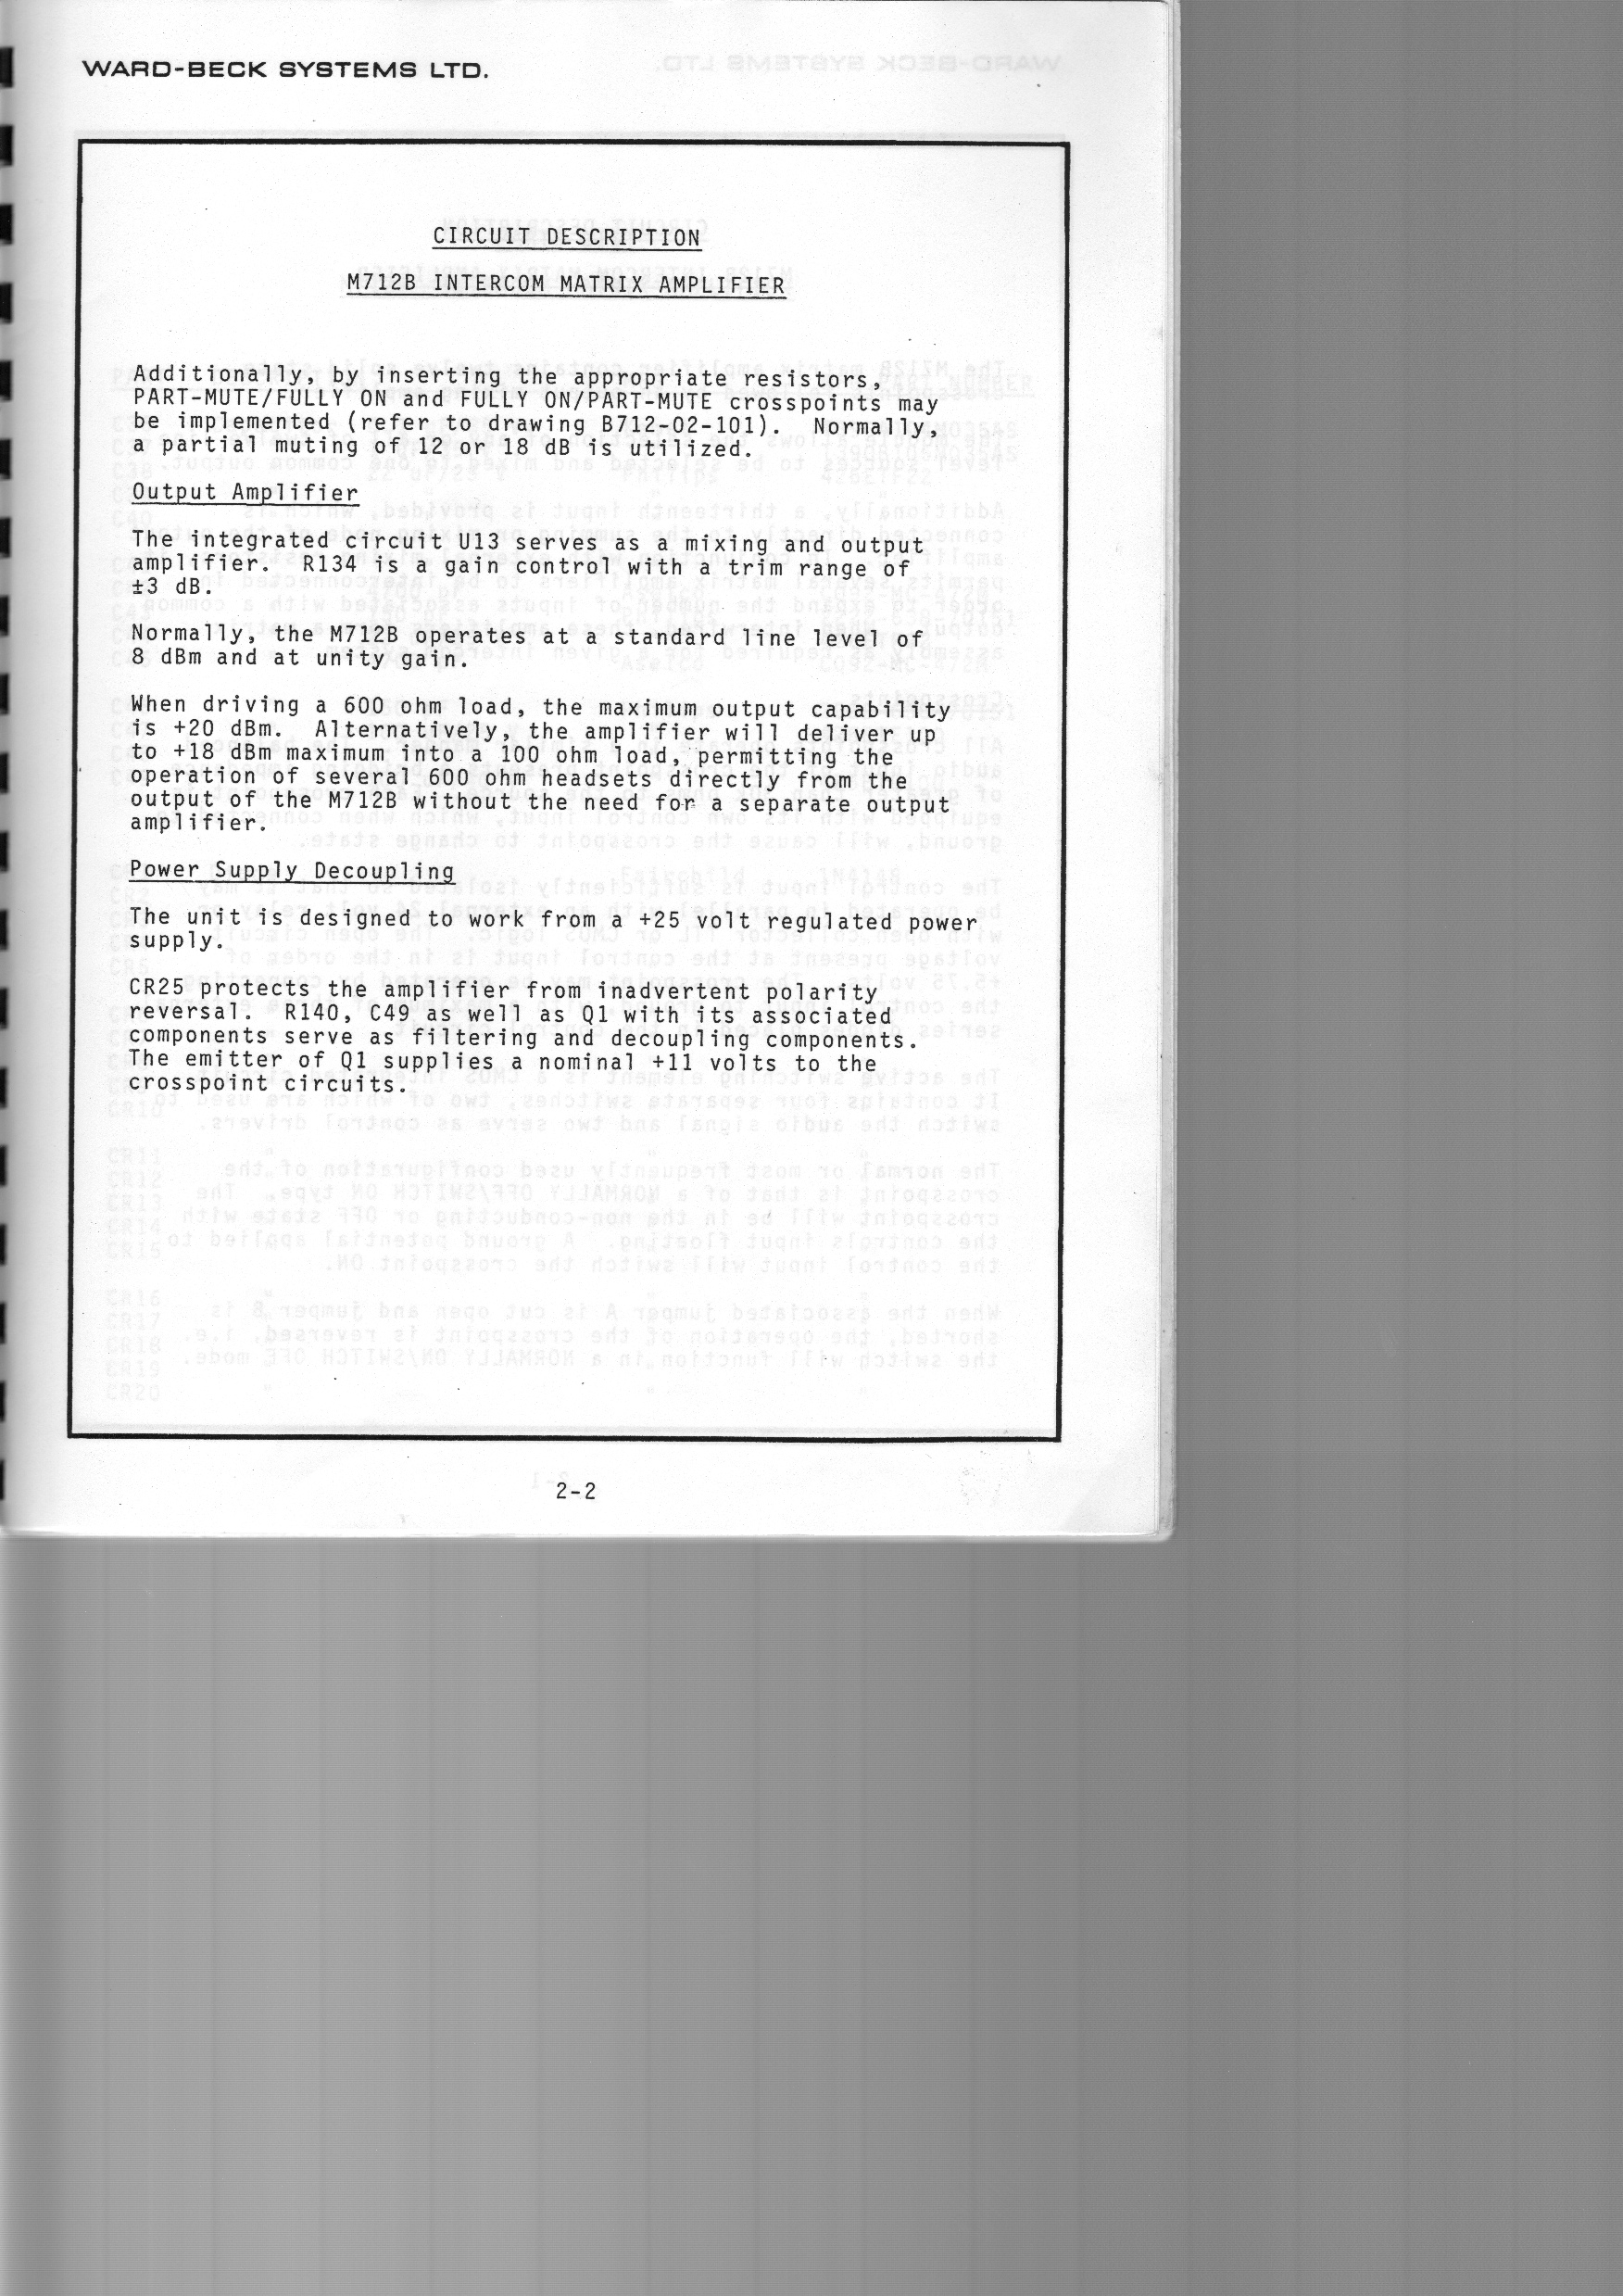 WARD-BECK SYSTEMS LTD.
CIRCUIT DESCRIPTION
M712B INTERCOM MATRIX AMPLIFIER
Additionally, by inserting the appropriate resistors,
PART-MUTE/FULLY ON and FULLY ON/PART-MUTE crosspoints may
be implemented (refer to drawing B712-02-101). Normally,
a partial muting of 12 or 18 dB is utilized.
Output Amplifier
The integrated circuit U13 serves as a mixing and output
amplifier. R134 is a gain control with a trim range of
±3 dB.
Normally, the M712B operates at a standard line level of
8 dBm and at unity gain.
When driving a 600 ohm load, the maximum output capability
is +20 dBm. Alternatively, the amplifier will deliver up
to +18 dBm maximum into a 100 ohm load, permitting the
operation of several 600 ohm headsets directly from the
output of the M712B without the need for a separate output
amplifier.
Power Supply Decoupling
The unit is designed to work from a +25 volt regulated power
supply.
CR25 protects the amplifier from inadvertent polarity
reversal. R140, C49 as well as Q1 with its associated
components serve as filtering and decoupling components.
The emitter of Q1 supplies a nominal +11 volts to the
crosspoint circuits.
2-2